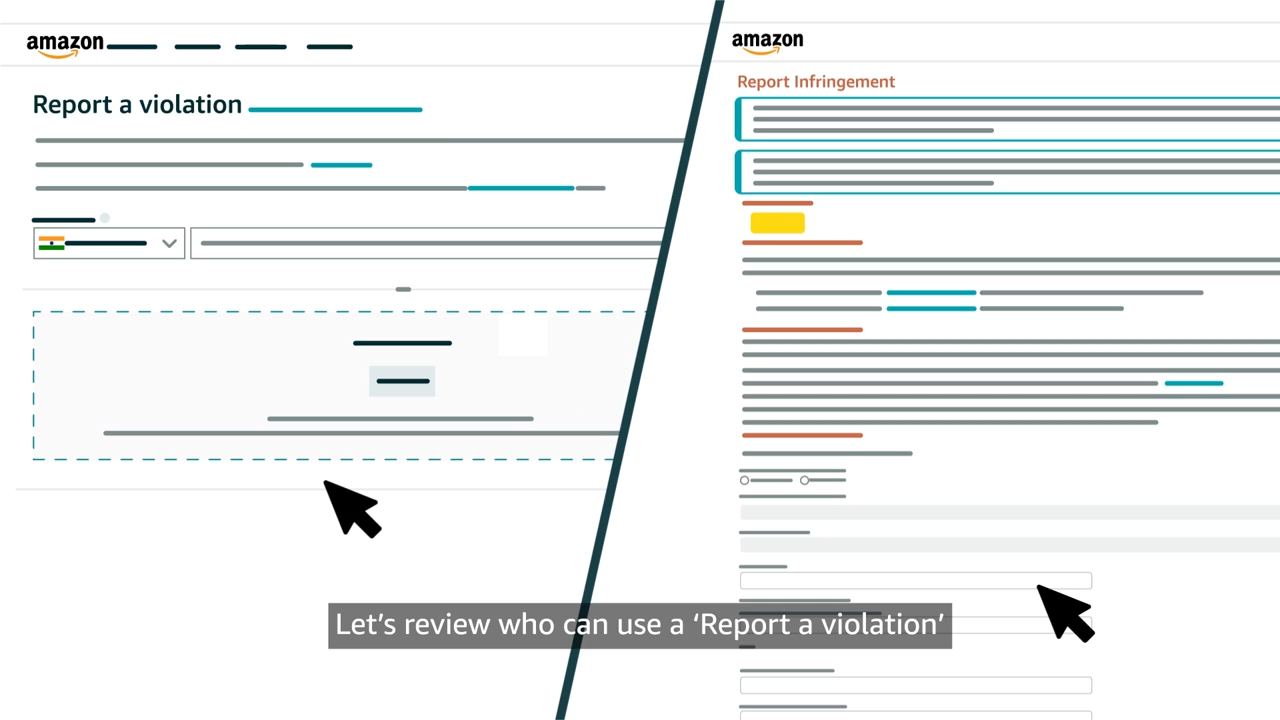 amazon
Report a violation
amazon
Report Infringement
Let’s review who can use a ‘Report a violation’